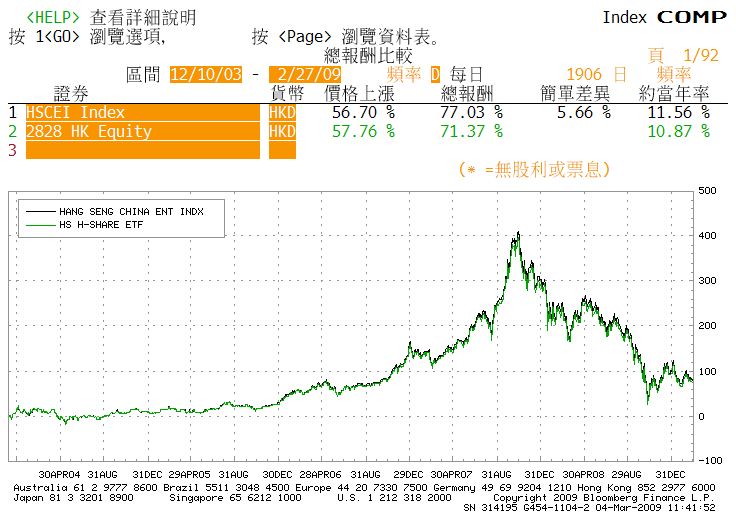 <HELP> 查看詳細說明 Index COMP
按 1<GO> 瀏覽選項, 按 <Page> 瀏覽資料表。
總報酬比較
頁 1/92
區間 12/10/03 - 2/27/09 頻率 D 每日 1906 日 頻率
證券 貨幣 價格上漲 總報酬 簡單差異 約當年率
1 HSCEI Index HKD 56.70 % 77.03 % 5.66 % 11.56 %
2 2828 HK Equity HKD 57.76 % 71.37 % 10.87 %
3
(* =無股利或票息)
HANG SENG CHINA ENT INDX
HS H-SHARE ETF
500
400
300
200
100
0
-100
30APR04 31AUG 31DEC 29APR05 31AUG 30DEC 28APR06 31AUG 29DEC 30APR07 31AUG 31DEC 30APR08 29AUG 31DEC
Australia 61 2 9777 8600 Brazil 5511 3048 4500 Europe 44 20 7330 7500 Germany 49 69 9204 1210 Hong Kong 852 2977 6000
Japan 81 3 3201 8900 Singapore 65 6212 1000 U.S. 1 212 318 2000 Copyright 2009 Bloomberg Finance L.P.
SN 314195 G454-1104-2 04-Mar-2009 11:41:52